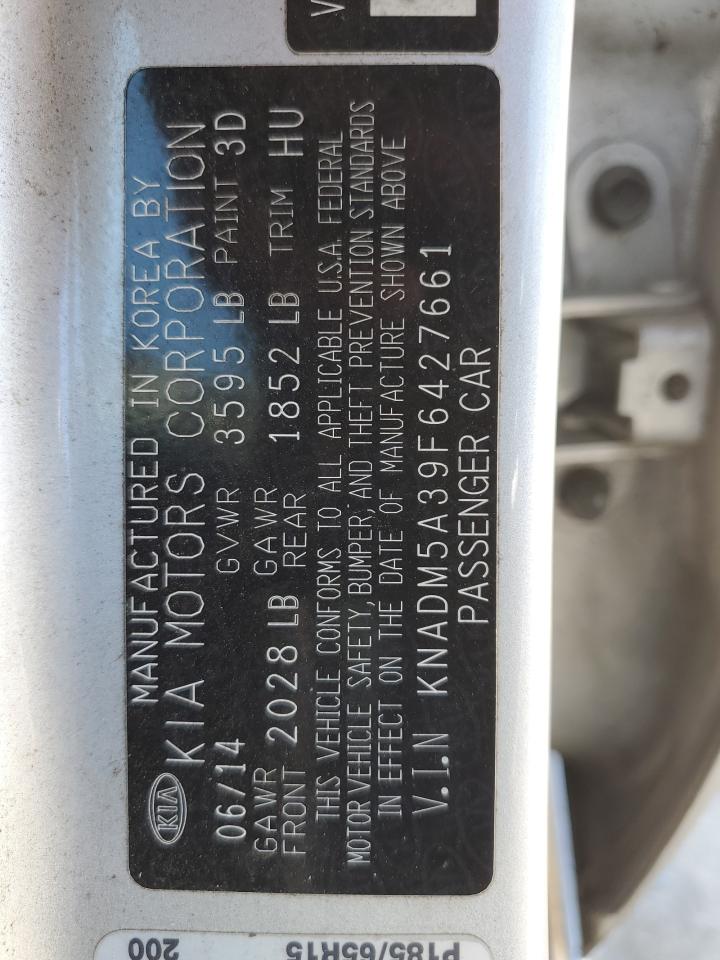 KIA
MANUFACTURED IN KOREA BY
KIA MOTORS CORPORATION
06/14 GVWR 3595 LB PAINT 3D
GAWR FRONT 2028 LB GAWR REAR 1852 LB TRIM HU
THIS VEHICLE CONFORMS TO ALL APPLICABLE U.S.A. FEDERAL
MOTOR VEHICLE SAFETY, BUMPER, AND THEFT PREVENTION STANDARDS
IN EFFECT ON THE DATE OF MANUFACTURE SHOWN ABOVE
V.I.N KNADM5A39F6427661
PASSENGER CAR
V
200
P185/65R15